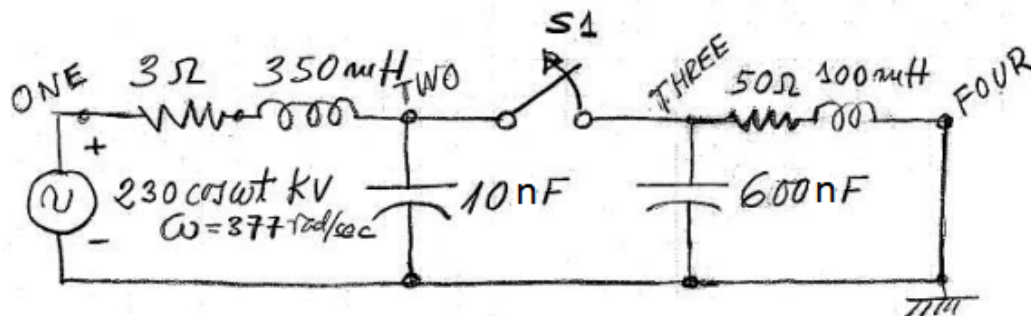 S1
ONE
3Ω
350mH
TWO
THREE
50Ω
100mH
FOUR
+
230 cosωt KV
ω=377 rad/sec
-
10nF
600nF